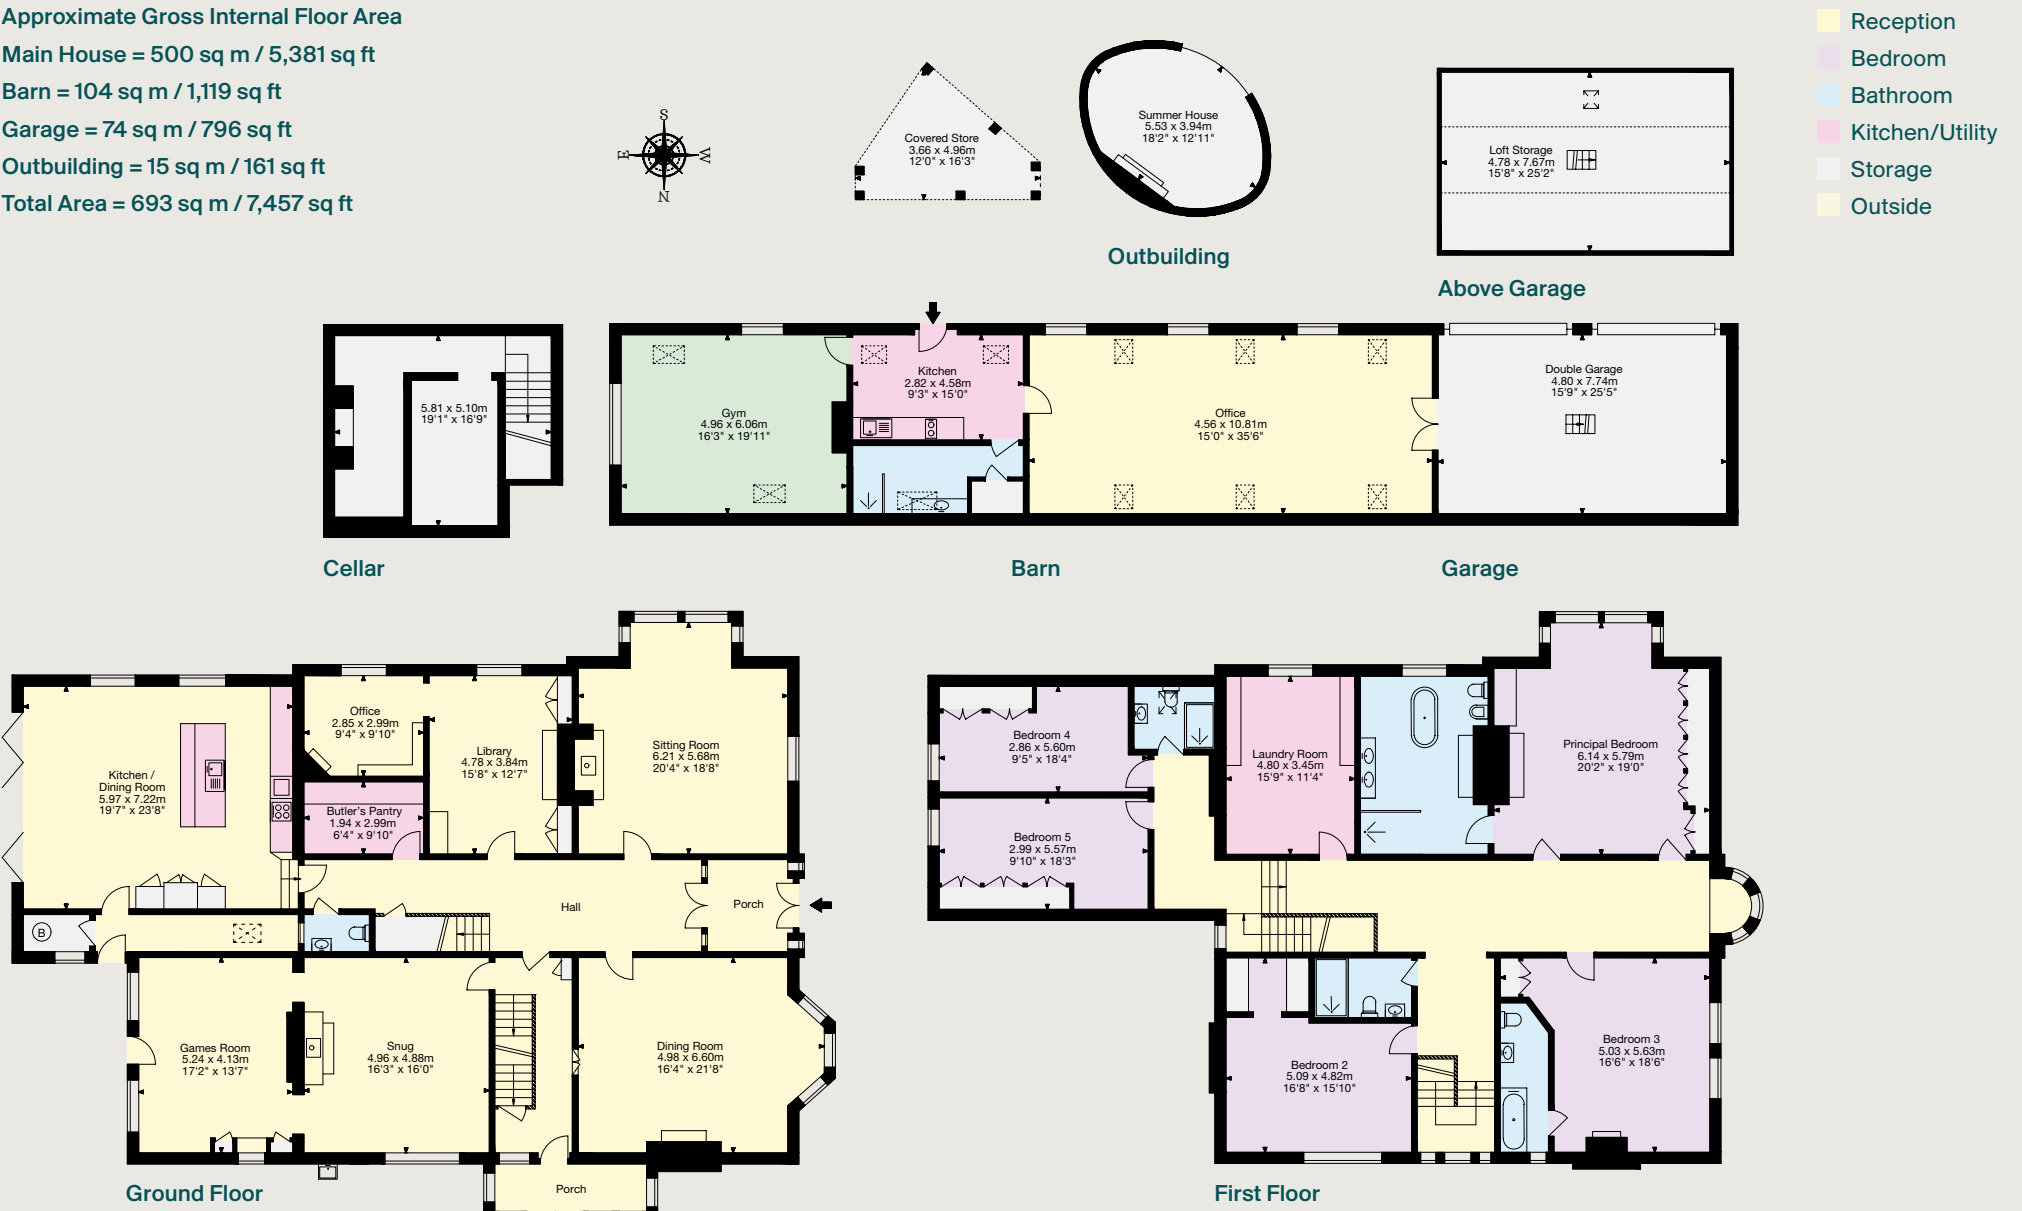 Approximate Gross Internal Floor Area
Main House = 500 sq m / 5,381 sq ft
Barn = 104 sq m / 1,119 sq ft
Garage = 74 sq m / 796 sq ft
Outbuilding = 15 sq m / 161 sq ft
Total Area = 693 sq m / 7,457 sq ft
S
E
W
N
Covered Store
3.66 x 4.96m
12'0" x 16'3"
Summer House
5.53 x 3.94m
18'2" x 12'11"
Outbuilding
Loft Storage
4.78 x 7.67m
15'8" x 25'2"
Above Garage
Reception
Bedroom
Bathroom
Kitchen/Utility
Storage
Outside
5.81 x 5.10m
19'1" x 16'9"
Cellar
Gym
4.96 x 6.06m
16'3" x 19'11"
Kitchen
2.82 x 4.58m
9'3" x 15'0"
Office
4.56 x 10.81m
15'0" x 35'6"
Double Garage
4.80 x 7.74m
15'9" x 25'5"
Barn
Garage
Kitchen /
Dining Room
5.97 x 7.22m
19'7" x 23'8"
Office
2.85 x 2.99m
9'4" x 9'10"
Butler's Pantry
1.94 x 2.99m
6'4" x 9'10"
Library
4.78 x 3.84m
15'8" x 12'7"
Sitting Room
6.21 x 5.68m
20'4" x 18'8"
Hall
Porch
B
Games Room
5.24 x 4.13m
17'2" x 13'7"
Snug
4.96 x 4.88m
16'3" x 16'0"
Dining Room
4.98 x 6.60m
16'4" x 21'8"
Porch
Ground Floor
Bedroom 4
2.86 x 5.60m
9'5" x 18'4"
Bedroom 5
2.99 x 5.57m
9'10" x 18'3"
Laundry Room
4.80 x 3.45m
15'9" x 11'4"
Principal Bedroom
6.14 x 5.79m
20'2" x 19'0"
Bedroom 2
5.09 x 4.82m
16'8" x 15'10"
Bedroom 3
5.03 x 5.63m
16'6" x 18'6"
First Floor